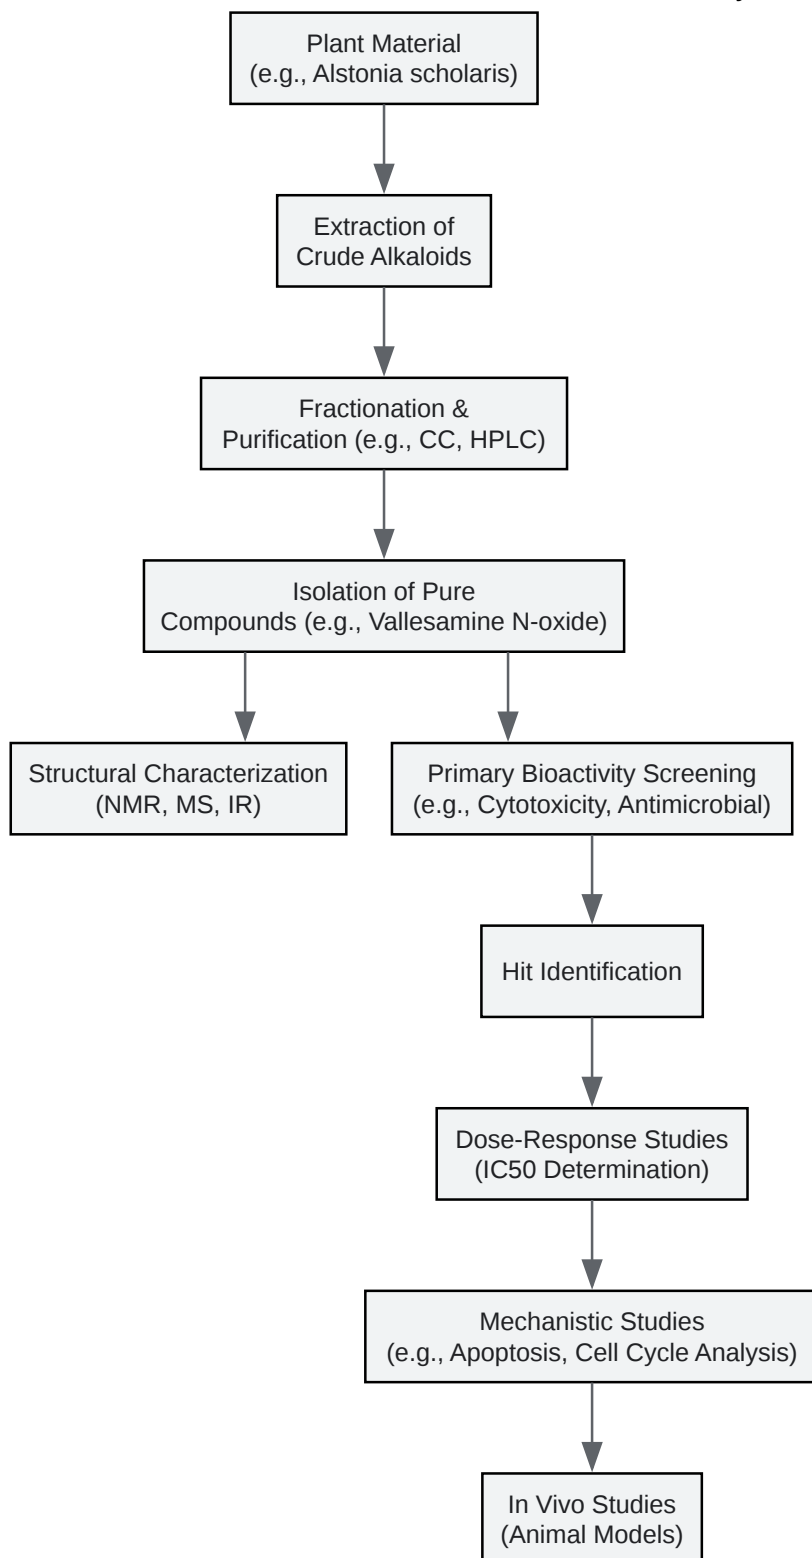 Plant Material
(e.g., Alstonia scholaris)
Extraction of
Crude Alkaloids
Fractionation &
Purification (e.g., CC, HPLC)
Isolation of Pure
Compounds (e.g., Vallesamine N-oxide)
Structural Characterization
(NMR, MS, IR)
Primary Bioactivity Screening
(e.g., Cytotoxicity, Antimicrobial)
Hit Identification
Dose-Response Studies
(IC50 Determination)
Mechanistic Studies
(e.g., Apoptosis, Cell Cycle Analysis)
In Vivo Studies
(Animal Models)